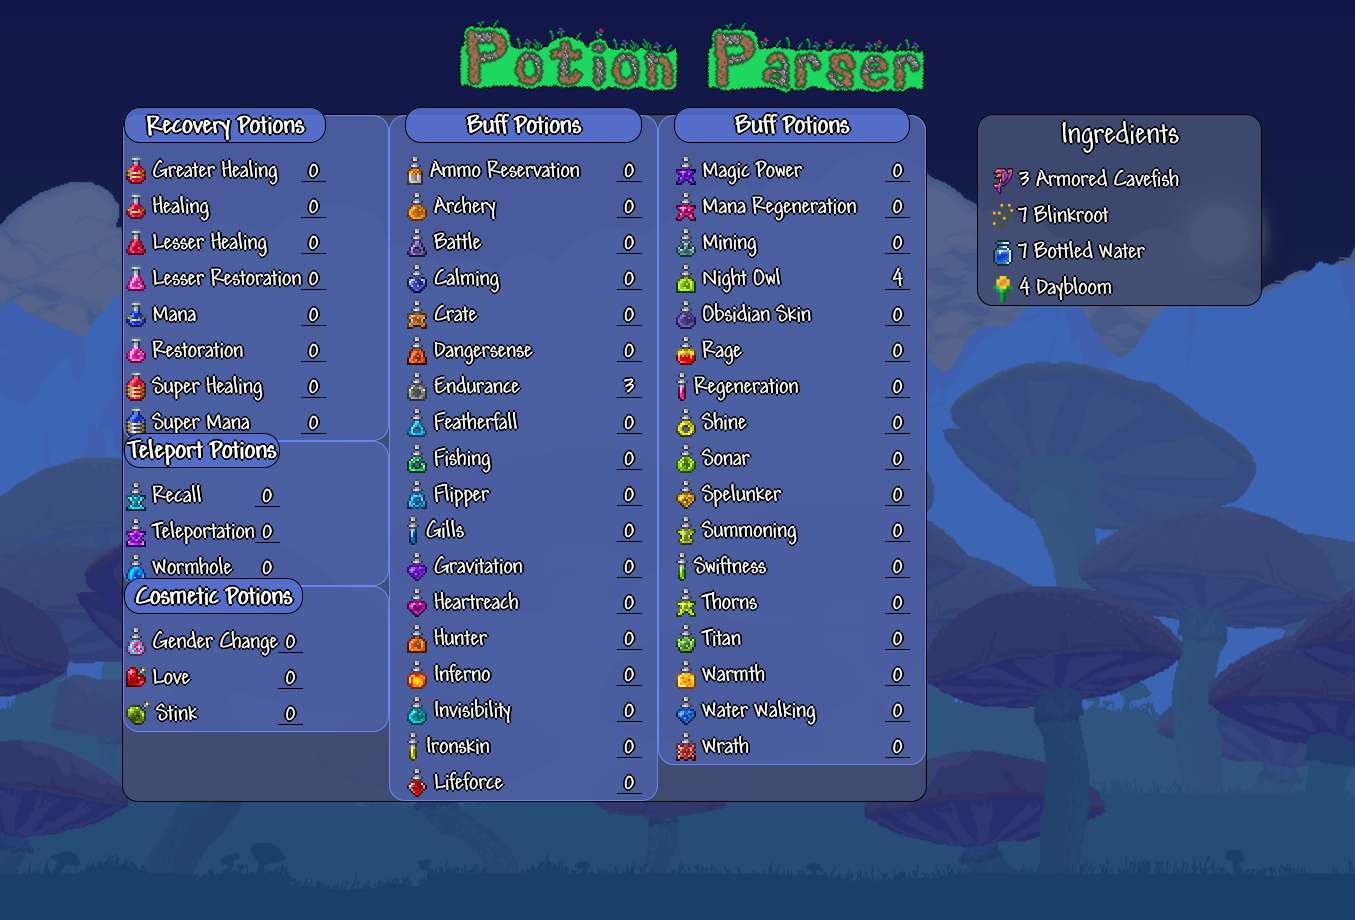 Potion Parser
Recovery Potions
Greater Healing 0
Healing 0
Lesser Healing 0
Lesser Restoration 0
Mana 0
Restoration 0
Super Healing 0
Super Mana 0
Teleport Potions
Recall 0
Teleportation 0
Wormhole 0
Cosmetic Potions
Gender Change 0
Love 0
Stink 0
Buff Potions
Ammo Reservation 0
Archery 0
Battle 0
Calming 0
Crate 0
Dangersense 0
Endurance 3
Featherfall 0
Fishing 0
Flipper 0
Gills 0
Gravitation 0
Heartreach 0
Hunter 0
Inferno 0
Invisibility 0
Ironskin 0
Lifeforce 0
Buff Potions
Magic Power 0
Mana Regeneration 0
Mining 0
Night Owl 4
Obsidian Skin 0
Rage 0
Regeneration 0
Shine 0
Sonar 0
Spelunker 0
Summoning 0
Swiftness 0
Thorns 0
Titan 0
Warmth 0
Water Walking 0
Wrath 0
Ingredients
3 Armored Cavefish
7 Blinkroot
7 Bottled Water
4 Daybloom